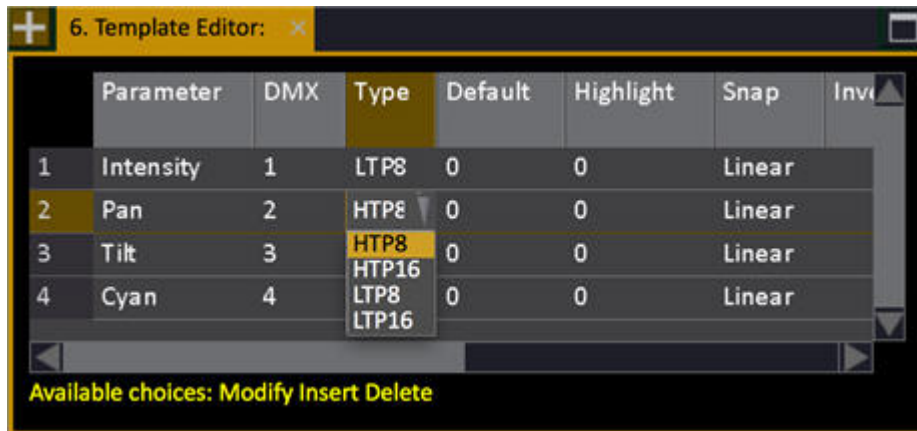 6. Template Editor:
Parameter DMX Type Default Highlight Snap
1 Intensity 1 LTP8 0 0 Linear
2 Pan 2 HTP8 0 0 Linear
3 Tilt 3 HTP8 0 0 Linear
HTP16
4 Cyan 4 LTP8 0 0 Linear
LTP16
Available choices: Modify Insert Delete